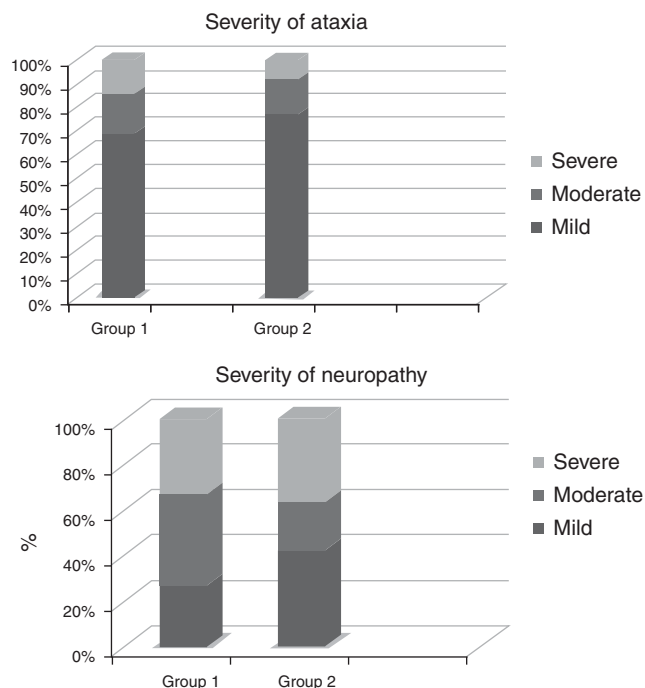 Severity of ataxia
100%
90%
80%
70%
60%
50%
40%
30%
20%
10%
0%
Group 1 Group 2
Severe
Moderate
Mild
Severity of neuropathy
%
100%
80%
60%
40%
20%
0%
Group 1 Group 2
Severe
Moderate
Mild